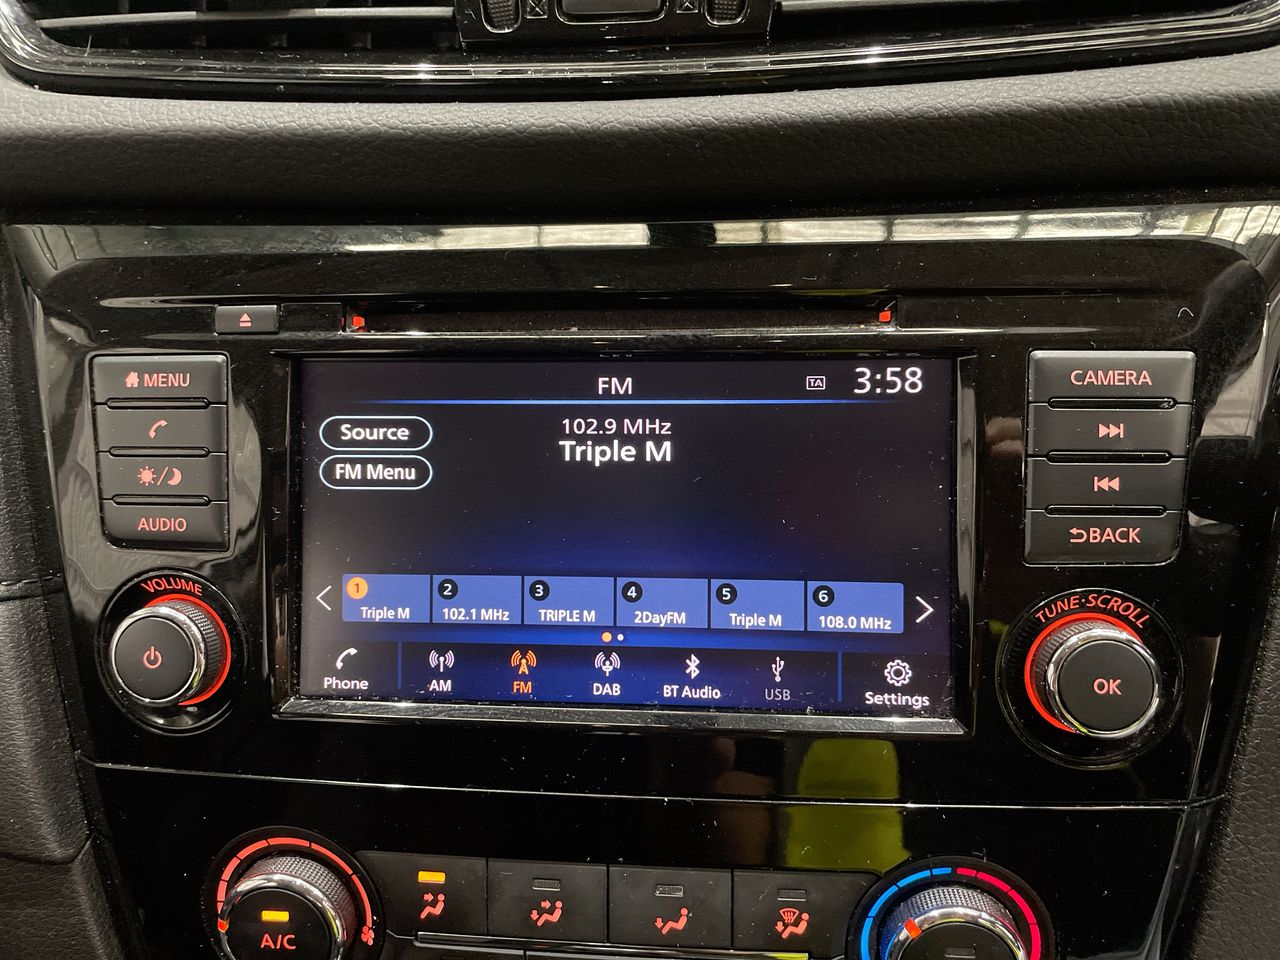 FM
TA
3:58
MENU
CAMERA
Source
102.9 MHz
Triple M
FM Menu
AUDIO
BACK
VOLUME
TUNE·SCROLL
1
2
3
4
5
6
Triple M
102.1 MHz
TRIPLE M
2DayFM
Triple M
108.0 MHz
Phone
AM
FM
DAB
BT Audio
USB
Settings
OK
A/C